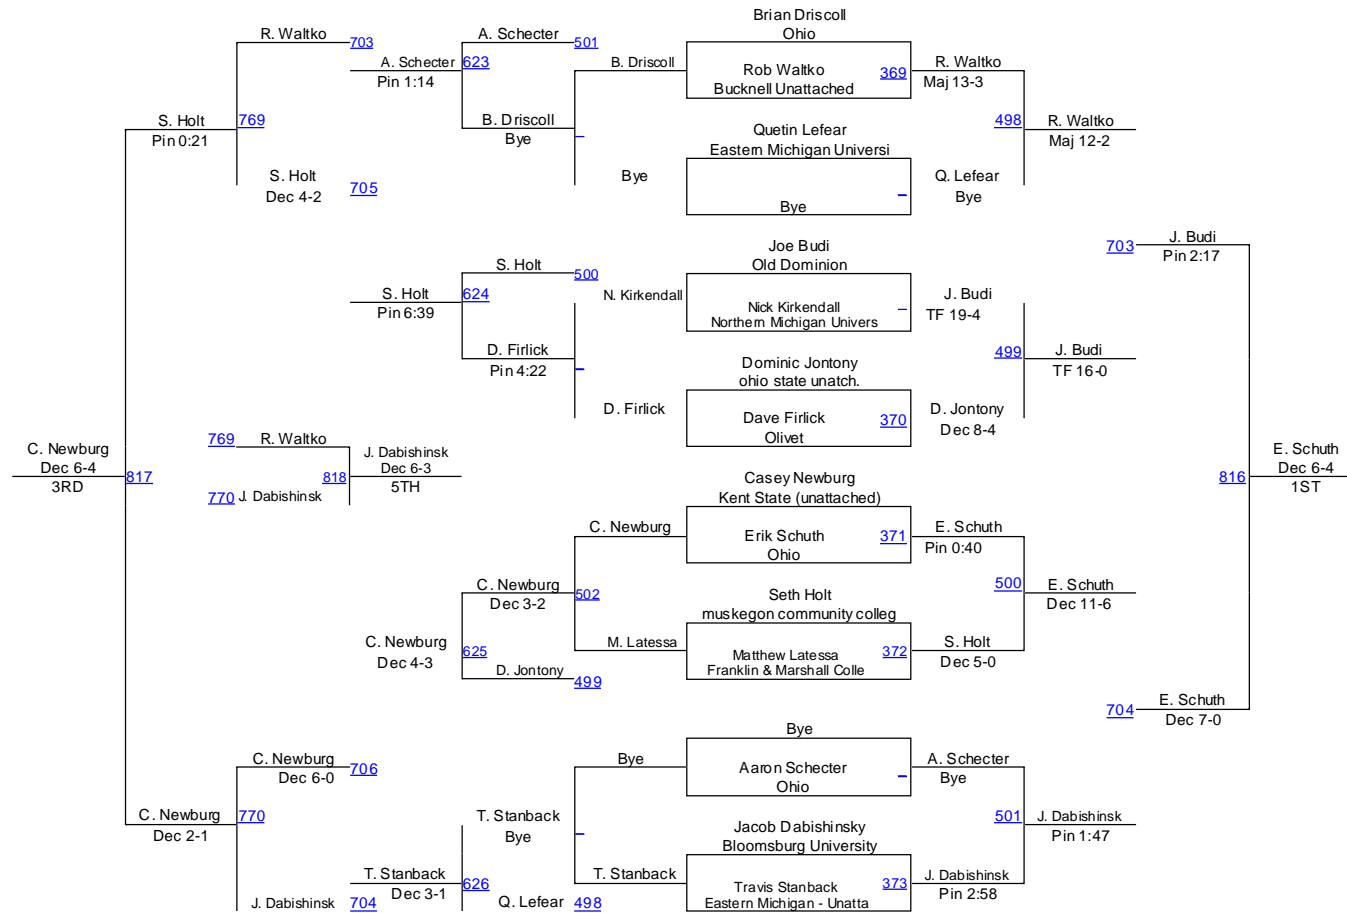 Brian Driscoll
Ohio
R. Waltko
703
A. Schecter
501
A. Schecter
623
Pin 1:14
B. Driscoll
Rob Waltko
Bucknell Unattached
369
R. Waltko
Maj 13-3
S. Holt
769
Pin 0:21
B. Driscoll
Bye
Quetin Lefear
Eastern Michigan Universi
498
R. Waltko
Maj 12-2
S. Holt
Dec 4-2
705
Bye
Bye
Q. Lefear
Bye
703
J. Budi
Pin 2:17
Joe Budi
Old Dominion
S. Holt
500
S. Holt
624
Pin 6:39
N. Kirkendall
Nick Kirkendall
Northern Michigan Univers
J. Budi
TF 19-4
D. Firlick
Pin 4:22
Dominic Jontony
ohio state unatch.
499
J. Budi
TF 16-0
D. Firlick
Dave Firlick
Olivet
370
D. Jontony
Dec 8-4
769
R. Waltko
C. Newburg
Dec 6-4
3RD
817
818
J. Dabishinsk
Dec 6-3
5TH
770
J. Dabishinsk
816
E. Schuth
Dec 6-4
1ST
Casey Newburg
Kent State (unattached)
C. Newburg
Erik Schuth
Ohio
371
E. Schuth
Pin 0:40
C. Newburg
Dec 3-2
502
Seth Holt
muskegon community colleg
500
E. Schuth
Dec 11-6
C. Newburg
Dec 4-3
625
M. Latessa
Matthew Latessa
Franklin & Marshall Colle
372
S. Holt
Dec 5-0
D. Jontony
499
704
E. Schuth
Dec 7-0
Bye
C. Newburg
Dec 6-0
706
Bye
Aaron Schecter
Ohio
A. Schecter
Bye
C. Newburg
Dec 2-1
770
T. Stanback
Bye
Jacob Dabishinsky
Bloomsburg University
501
J. Dabishinsk
Pin 1:47
T. Stanback
Dec 3-1
626
T. Stanback
Travis Stanback
Eastern Michigan - Unatta
373
J. Dabishinsk
Pin 2:58
J. Dabishinsk
704
Q. Lefear
498